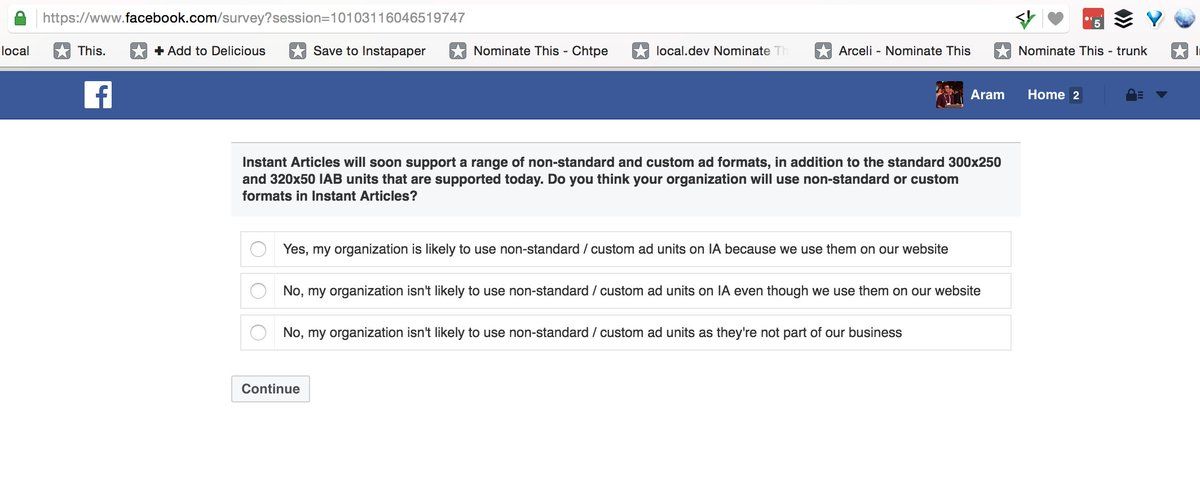 https://www.facebook.com/survey?session=10103116046519747
5
local This. + Add to Delicious Save to Instapaper Nominate This - Chtpe local.dev Nominate Arceli - Nominate This Nominate This - trunk
f Aram Home 2
Instant Articles will soon support a range of non-standard and custom ad formats, in addition to the standard 300x250
and 320x50 IAB units that are supported today. Do you think your organization will use non-standard or custom
formats in Instant Articles?
Yes, my organization is likely to use non-standard / custom ad units on IA because we use them on our website
No, my organization isn't likely to use non-standard / custom ad units on IA even though we use them on our website
No, my organization isn't likely to use non-standard / custom ad units as they're not part of our business
Continue